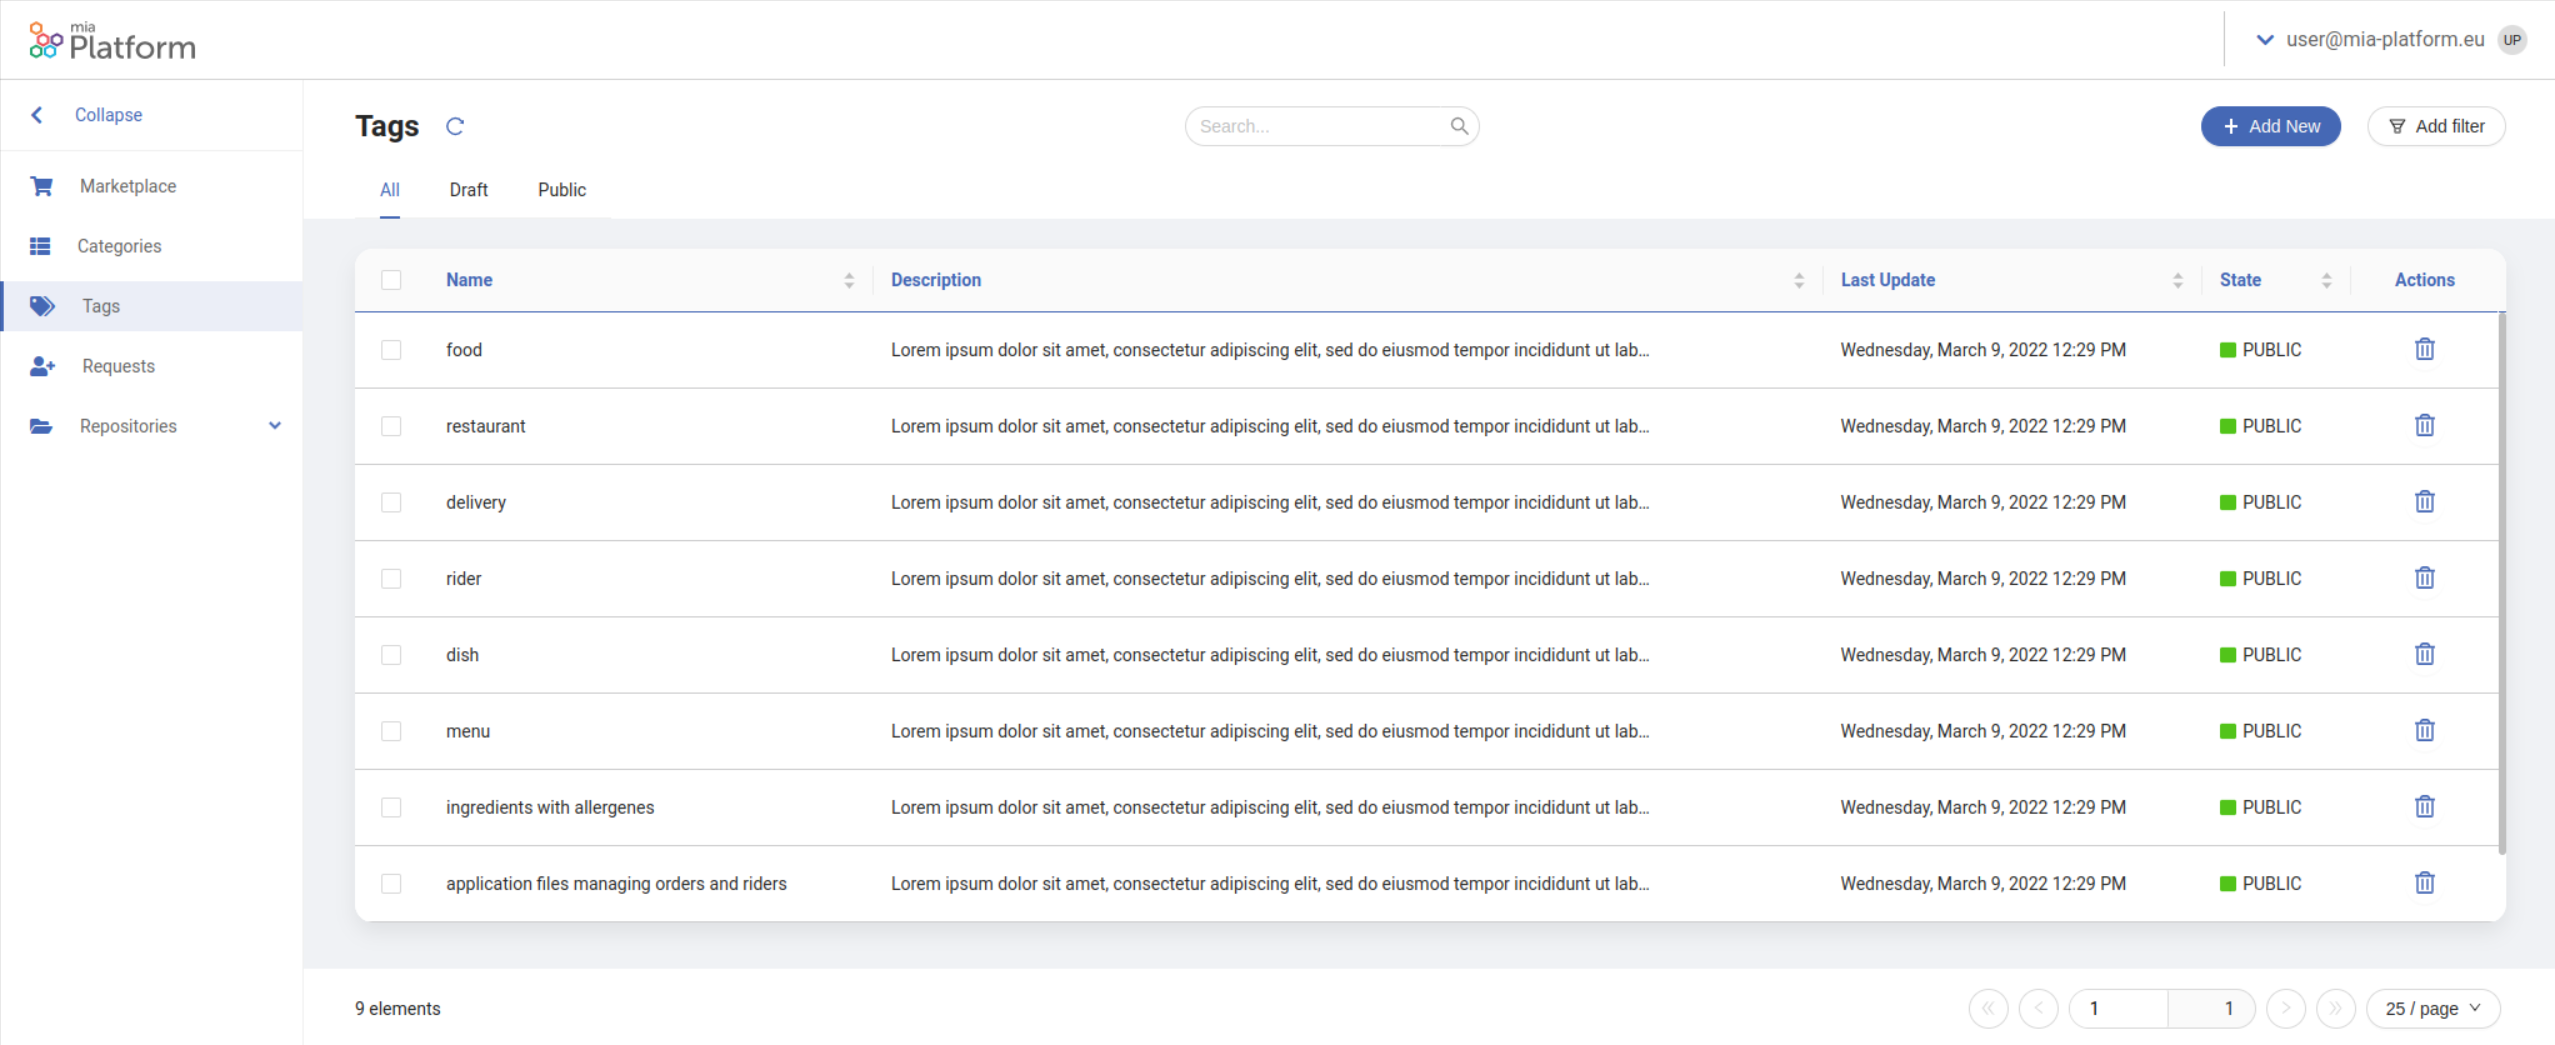 mia
Platform
user@mia-platform.eu UP
Collapse
Marketplace
Categories
Tags
Requests
Repositories
Tags
Search...
+ Add New
Add filter
All Draft Public
Name Description Last Update State Actions
food Lorem ipsum dolor sit amet, consectetur adipiscing elit, sed do eiusmod tempor incididunt ut lab... Wednesday, March 9, 2022 12:29 PM PUBLIC
restaurant Lorem ipsum dolor sit amet, consectetur adipiscing elit, sed do eiusmod tempor incididunt ut lab... Wednesday, March 9, 2022 12:29 PM PUBLIC
delivery Lorem ipsum dolor sit amet, consectetur adipiscing elit, sed do eiusmod tempor incididunt ut lab... Wednesday, March 9, 2022 12:29 PM PUBLIC
rider Lorem ipsum dolor sit amet, consectetur adipiscing elit, sed do eiusmod tempor incididunt ut lab... Wednesday, March 9, 2022 12:29 PM PUBLIC
dish Lorem ipsum dolor sit amet, consectetur adipiscing elit, sed do eiusmod tempor incididunt ut lab... Wednesday, March 9, 2022 12:29 PM PUBLIC
menu Lorem ipsum dolor sit amet, consectetur adipiscing elit, sed do eiusmod tempor incididunt ut lab... Wednesday, March 9, 2022 12:29 PM PUBLIC
ingredients with allergenes Lorem ipsum dolor sit amet, consectetur adipiscing elit, sed do eiusmod tempor incididunt ut lab... Wednesday, March 9, 2022 12:29 PM PUBLIC
application files managing orders and riders Lorem ipsum dolor sit amet, consectetur adipiscing elit, sed do eiusmod tempor incididunt ut lab... Wednesday, March 9, 2022 12:29 PM PUBLIC
9 elements
1 1 25 / page